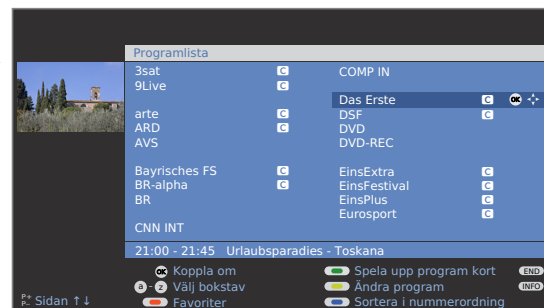 Programlista
3sat C
9Live C
arte C
ARD C
AVS
Bayrisches FS C
BR-alpha C
BR
CNN INT
COMP IN
Das Erste C OK
DSF C
DVD
DVD-REC
EinsExtra C
EinsFestival C
EinsPlus C
Eurosport C
21:00 - 21:45 Urlaubsparadies - Toskana
OK Koppla om
a - z Välj bokstav
Favoriter
P+ P− Sidan ↑↓
Spela upp program kort END
Ändra program INFO
Sortera i nummerordning